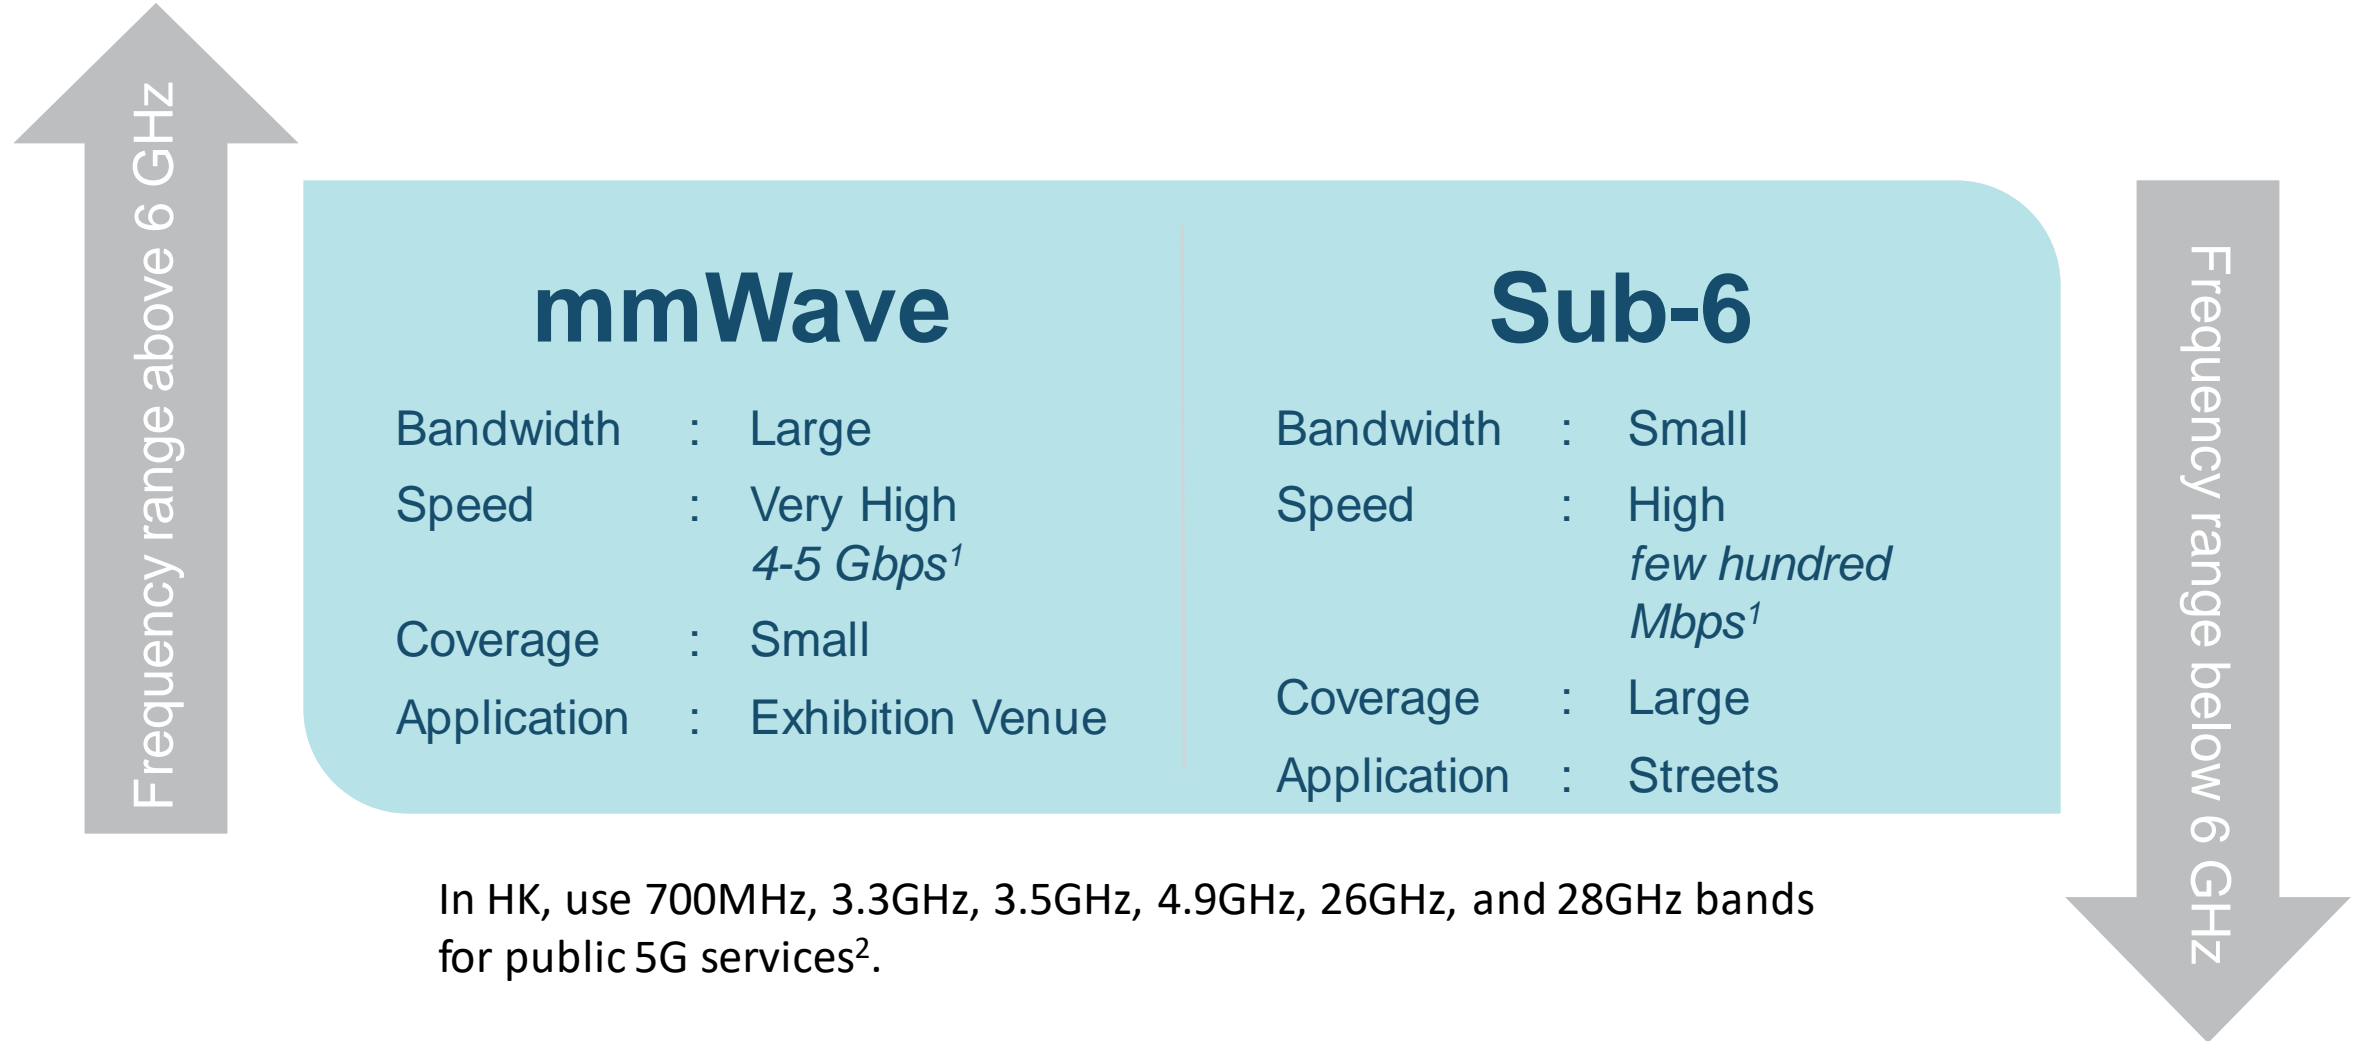 Frequency range above 6 GHz
mmWave
Bandwidth : Large
Speed : Very High
4-5 Gbps¹
Coverage : Small
Application : Exhibition Venue
Sub-6
Bandwidth : Small
Speed : High
few hundred
Mbps¹
Coverage : Large
Application : Streets
Frequency range below 6 GHz
In HK, use 700MHz, 3.3GHz, 3.5GHz, 4.9GHz, 26GHz, and 28GHz bands
for public 5G services².